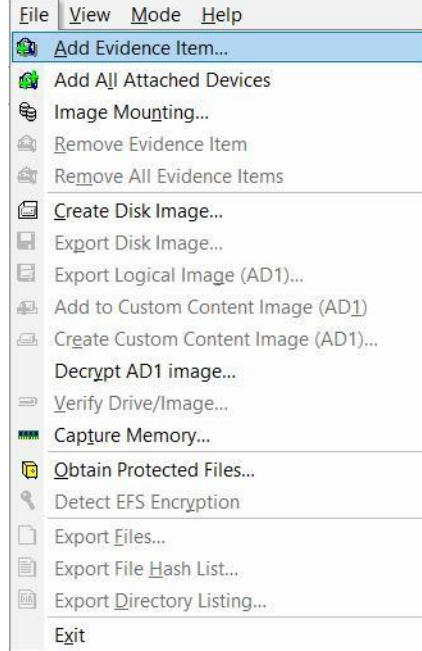 File View Mode Help
Add Evidence Item...
Add All Attached Devices
Image Mounting...
Remove Evidence Item
Remove All Evidence Items
Create Disk Image...
Export Disk Image...
Export Logical Image (AD1)...
Add to Custom Content Image (AD1)
Create Custom Content Image (AD1)...
Decrypt AD1 image...
Verify Drive/Image...
Capture Memory...
Obtain Protected Files...
Detect EFS Encryption
Export Files...
Export File Hash List...
DIR Export Directory Listing...
Exit